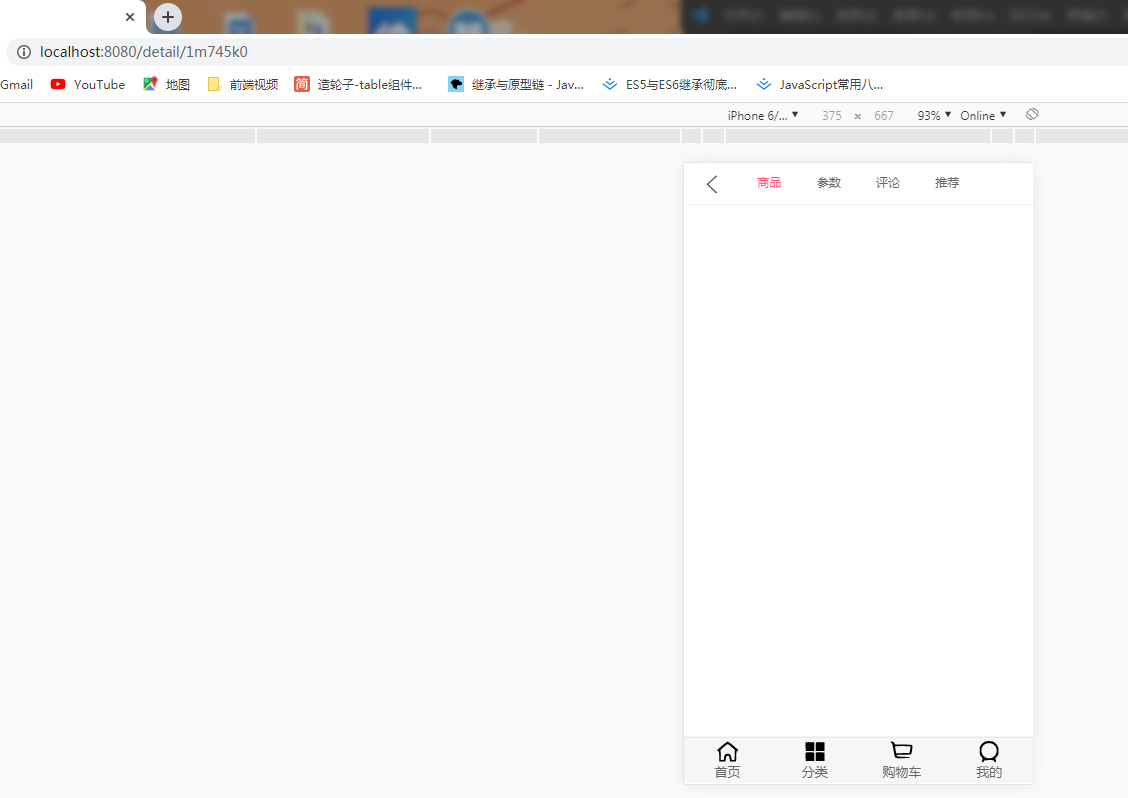 localhost:8080/detail/1m745k0
Gmail YouTube 地图 前端视频 简 造轮子-table组件... 继承与原型链 - Jav... ES5与ES6继承彻底... JavaScript常用八...
iPhone 6/... ▼ 375 × 667 93% ▼ Online ▼
商品 参数 评论 推荐
首页 分类 购物车 我的